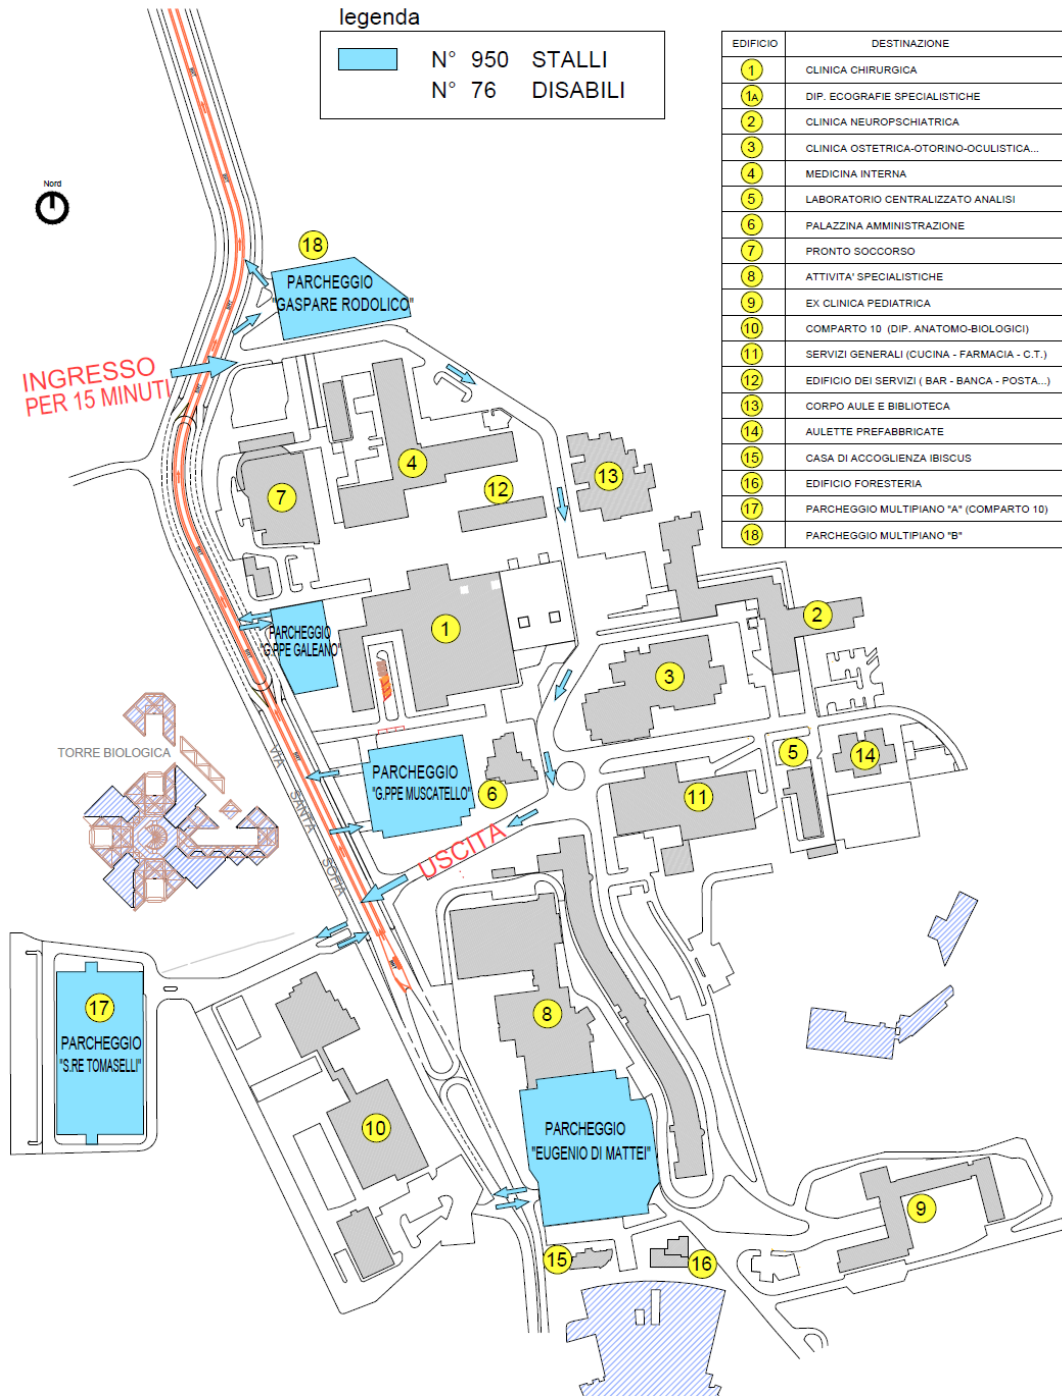 legenda
N° 950 STALLI
N° 76 DISABILI
EDIFICIO DESTINAZIONE
1 CLINICA CHIRURGICA
1A DIP. ECOGRAFIE SPECIALISTICHE
2 CLINICA NEUROPSCHIATRICA
3 CLINICA OSTETRICA-OTORINO-OCULISTICA...
4 MEDICINA INTERNA
5 LABORATORIO CENTRALIZZATO ANALISI
6 PALAZZINA AMMINISTRAZIONE
7 PRONTO SOCCORSO
8 ATTIVITA' SPECIALISTICHE
9 EX CLINICA PEDIATRICA
10 COMPARTO 10 (DIP. ANATOMO-BIOLOGICI)
11 SERVIZI GENERALI (CUCINA - FARMACIA - C.T.)
12 EDIFICIO DEI SERVIZI ( BAR - BANCA - POSTA...)
13 CORPO AULE E BIBLIOTECA
14 AULETTE PREFABBRICATE
15 CASA DI ACCOGLIENZA IBISCUS
16 EDIFICIO FORESTERIA
17 PARCHEGGIO MULTIPIANO "A" (COMPARTO 10)
18 PARCHEGGIO MULTIPIANO "B"
Nord
18
PARCHEGGIO
"GASPARE RODOLICO"
INGRESSO
PER 15 MINUTI
4
13
7
12
2
1
PARCHEGGIO
"G.PPE GALEANO"
3
TORRE BIOLOGICA
VIA SANTA SOFIA
5
14
PARCHEGGIO
"G.PPE MUSCATELLO"
6
11
USCITA
17
PARCHEGGIO
"S.RE TOMASELLI"
8
10
PARCHEGGIO
"EUGENIO DI MATTEI"
9
15
16